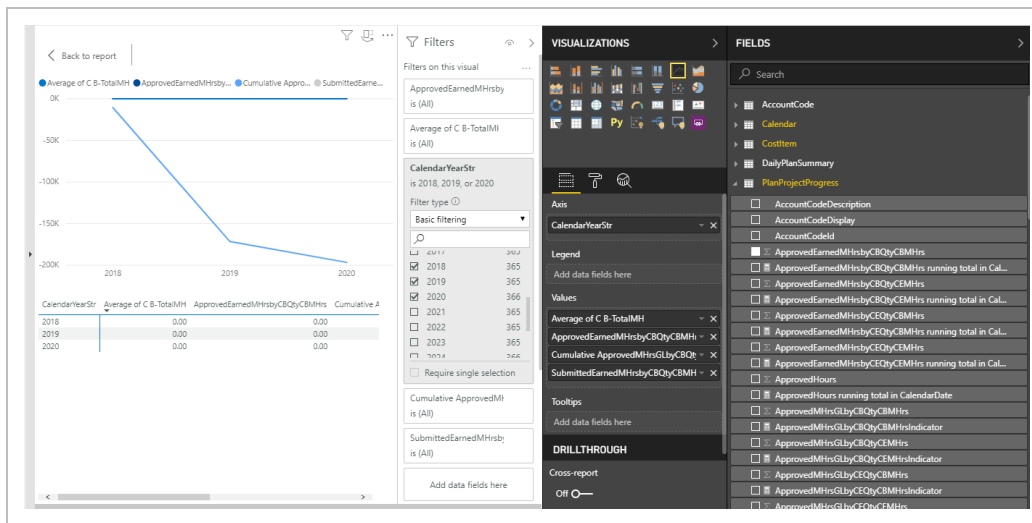 Back to report
Average of C B-TotalMH ApprovedEarnedMHrsby... Cumulative Appro... SubmittedEarne...
0K
-50K
-100K
-150K
-200K
2018 2019 2020
CalendarYearStr Average of C B-TotalMH ApprovedEarnedMHrsbyCBQtyCBMHrs Cumulative A
2018 0.00 0.00
2019 0.00 0.00
2020 0.00 0.00
Filters
Filters on this visual ...
ApprovedEarnedMHrsby
is (All)
Average of C B-TotalMH
is (All)
CalendarYearStr
is 2018, 2019, or 2020
Filter type
Basic filtering
2017 365
2018 365
2019 365
2020 366
2021 365
2022 365
2023 365
2024 366
Require single selection
Cumulative ApprovedMH
is (All)
SubmittedEarnedMHrsby
is (All)
Add data fields here
VISUALIZATIONS
Py
Axis
CalendarYearStr
Legend
Add data fields here
Values
Average of C B-TotalMH
ApprovedEarnedMHrsbyCBQtyCBMH
Cumulative ApprovedMHrsGLbyCBQt
SubmittedEarnedMHrsbyCBQtyCBMH
Tooltips
Add data fields here
DRILLTHROUGH
Cross-report
Off
FIELDS
Search
AccountCode
Calendar
CostItem
DailyPlanSummary
PlanProjectProgress
AccountCodeDescription
AccountCodeDisplay
AccountCodeId
ApprovedEarnedMHrsbyCBQtyCBMHrs
ApprovedEarnedMHrsbyCBQtyCBMHrs running total in Cal...
ApprovedEarnedMHrsbyCBQtyCEMHrs
ApprovedEarnedMHrsbyCBQtyCEMHrs running total in Cal...
ApprovedEarnedMHrsbyCEQtyCBMHrs
ApprovedEarnedMHrsbyCEQtyCBMHrs running total in Cal...
ApprovedEarnedMHrsbyCEQtyCEMHrs
ApprovedEarnedMHrsbyCEQtyCEMHrs running total in Cal...
ApprovedHours
ApprovedHours running total in CalendarDate
ApprovedMHrsGLbyCBQtyCBMHrs
ApprovedMHrsGLbyCBQtyCBMHrsIndicator
ApprovedMHrsGLbyCBQtyCEMHrs
ApprovedMHrsGLbyCBQtyCEMHrsIndicator
ApprovedMHrsGLbyCEQtyCBMHrs
ApprovedMHrsGLbyCEQtyCBMHrsIndicator
ApprovedMHrsGLbyCEQtyCEMHrs